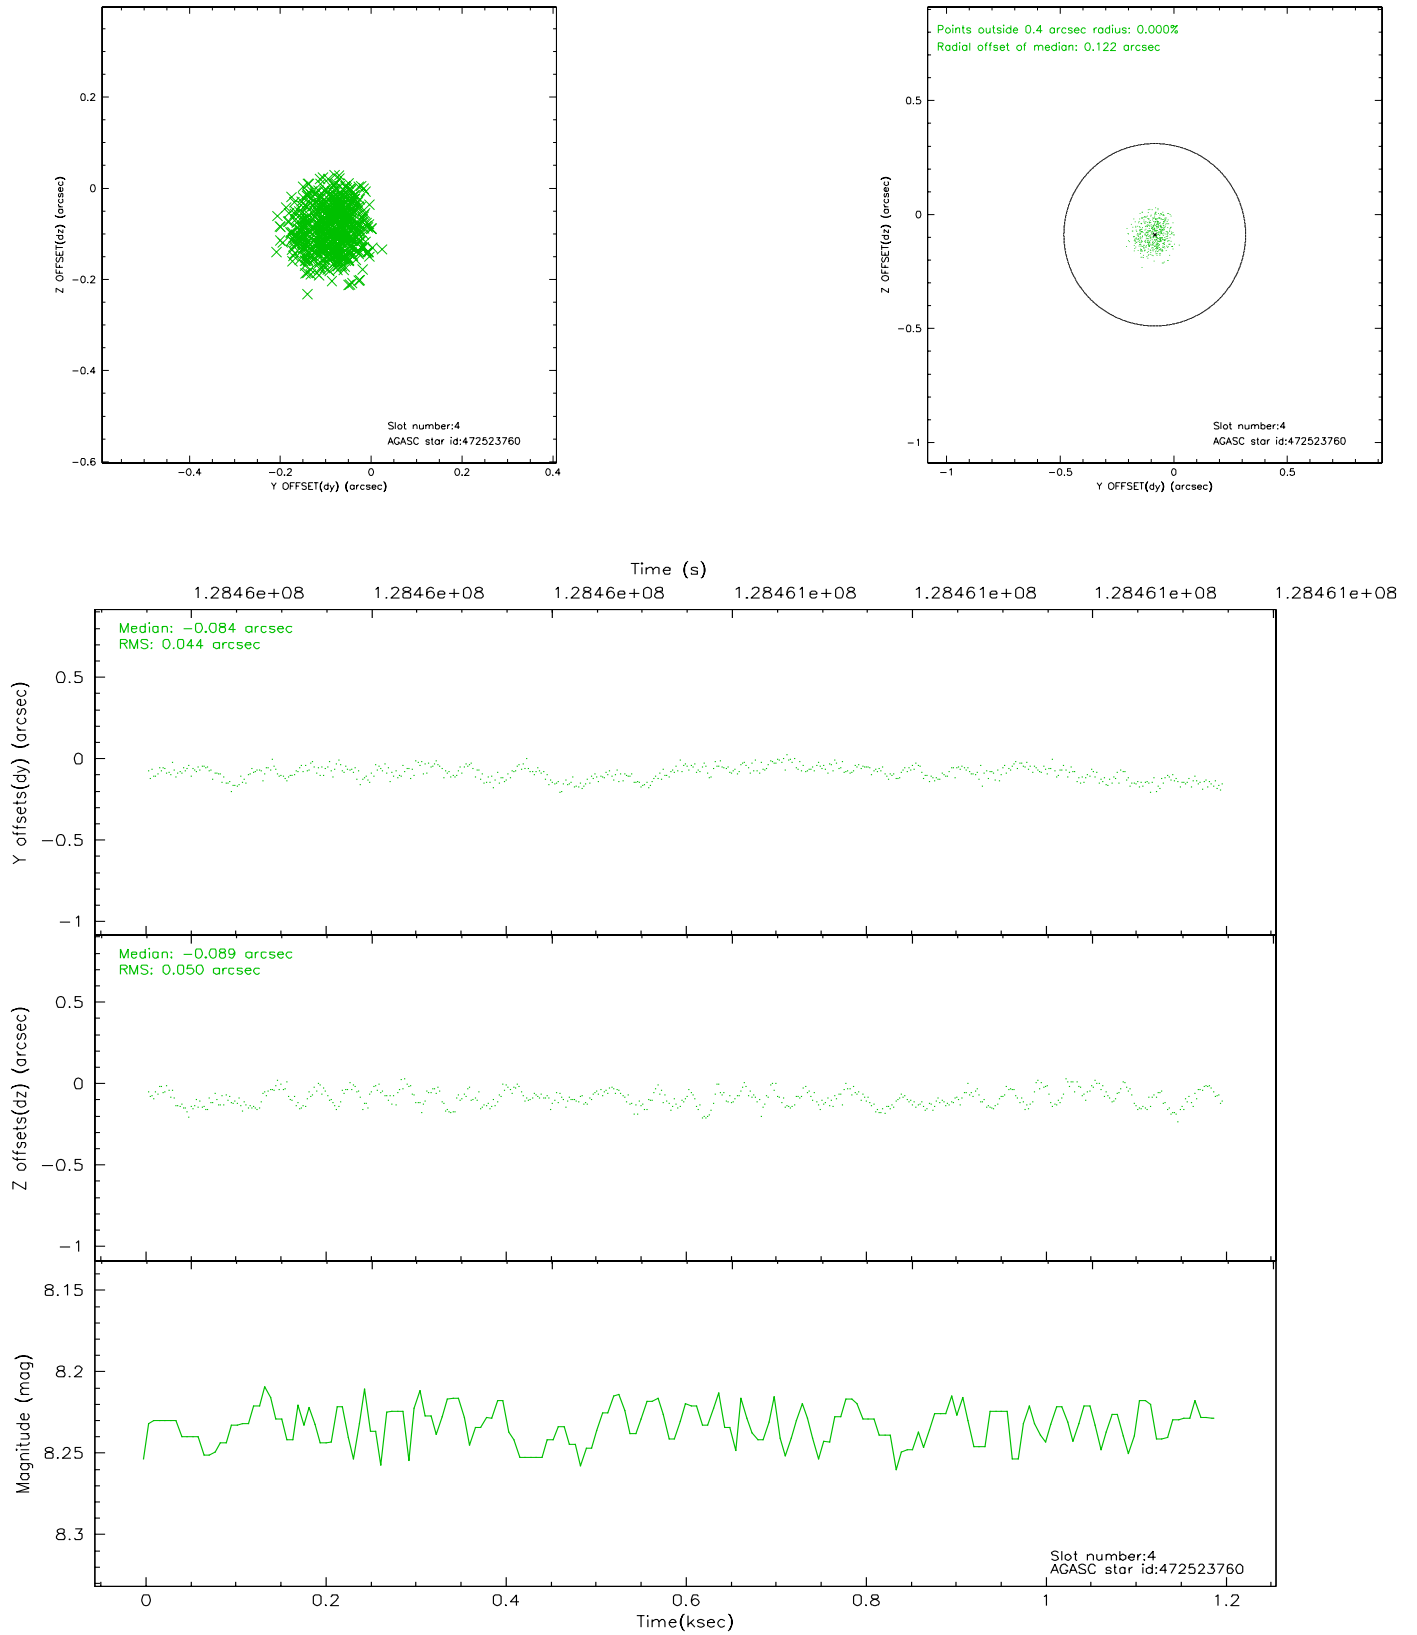 0.2
0
-0.2
-0.4
-0.6
Z OFFSET(dz) (arcsec)
Slot number:4
AGASC star id:472523760
-0.4
-0.2
0
0.2
0.4
Y OFFSET(dy) (arcsec)
Points outside 0.4 arcsec radius: 0.000%
Radial offset of median: 0.122 arcsec
0.5
0
-0.5
-1
Z OFFSET(dz) (arcsec)
Slot number:4
AGASC star id:472523760
-1
-0.5
0
0.5
Y OFFSET(dy) (arcsec)
Time (s)
1.2846e+08
1.2846e+08
1.2846e+08
1.28461e+08
1.28461e+08
1.28461e+08
1.28461e+08
Median: -0.084 arcsec
RMS: 0.044 arcsec
0.5
0
-0.5
-1
Y offsets(dy) (arcsec)
Median: -0.089 arcsec
RMS: 0.050 arcsec
0.5
0
-0.5
-1
Z offsets(dz) (arcsec)
8.15
8.2
8.25
8.3
Magnitude (mag)
Slot number:4
AGASC star id:472523760
0
0.2
0.4
0.6
0.8
1
1.2
Time(ksec)